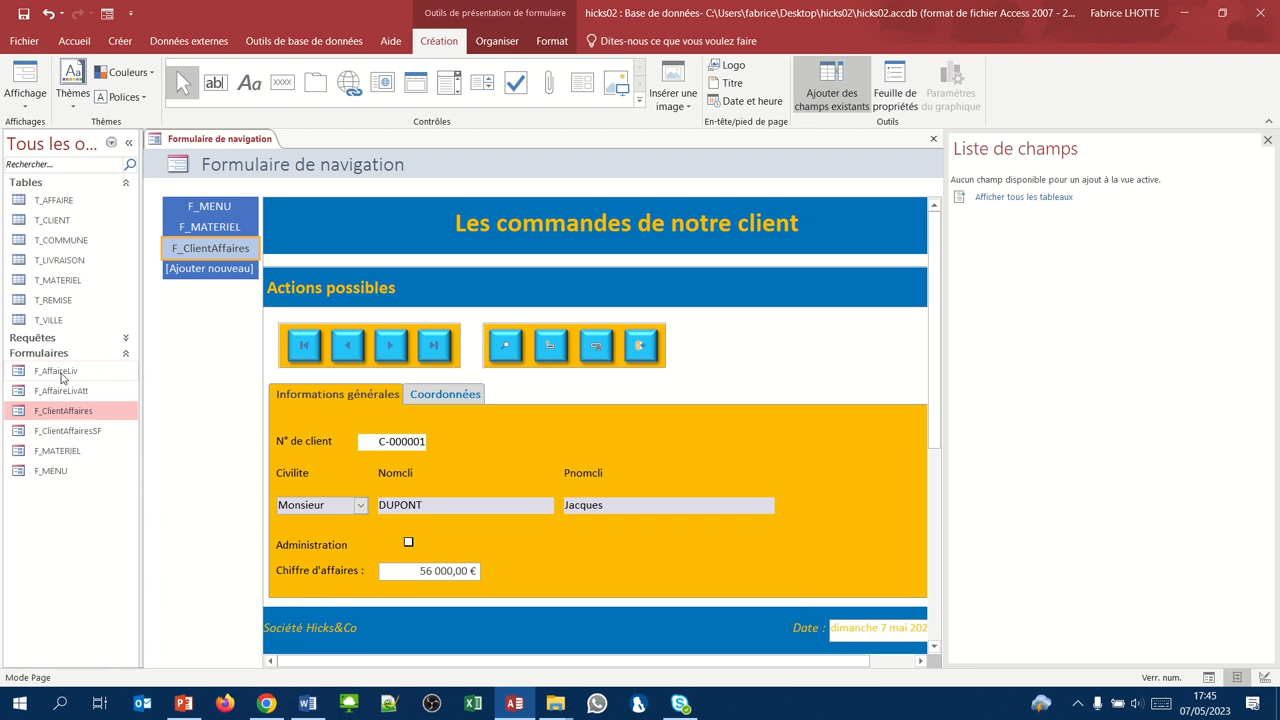 Outils de présentation de formulaire
hicks02 : Base de données- C:\Users\fabrice\Desktop\hicks02\hicks02.accdb (format de fichier Access 2007 - 2...
Fabrice LHOTTE
Fichier
Accueil
Créer
Données externes
Outils de base de données
Aide
Création
Organiser
Format
Dites-nous ce que vous voulez faire
Affichage
Affichages
Thèmes
Couleurs
Polices
Thèmes
Contrôles
Insérer une image
Logo
Titre
Date et heure
En-tête/pied de page
Ajouter des champs existants
Feuille de propriétés
Paramètres du graphique
Outils
Tous les o...
Rechercher...
Tables
T_AFFAIRE
T_CLIENT
T_COMMUNE
T_LIVRAISON
T_MATERIEL
T_REMISE
T_VILLE
Requêtes
Formulaires
F_AffaireLiv
F_AffaireLivAtt
F_ClientAffaires
F_ClientAffairesSF
F_MATERIEL
F_MENU
Formulaire de navigation
Formulaire de navigation
F_MENU
F_MATERIEL
F_ClientAffaires
[Ajouter nouveau]
Les commandes de notre client
Actions possibles
Informations générales
Coordonnées
N° de client
C-000001
Civilite
Nomcli
Pnomcli
Monsieur
DUPONT
Jacques
Administration
Chiffre d'affaires :
56 000,00 €
Société Hicks&Co
Date :
dimanche 7 mai 202
Liste de champs
Aucun champ disponible pour un ajout à la vue active.
Afficher tous les tableaux
Mode Page
Verr. num.
17:45
07/05/2023